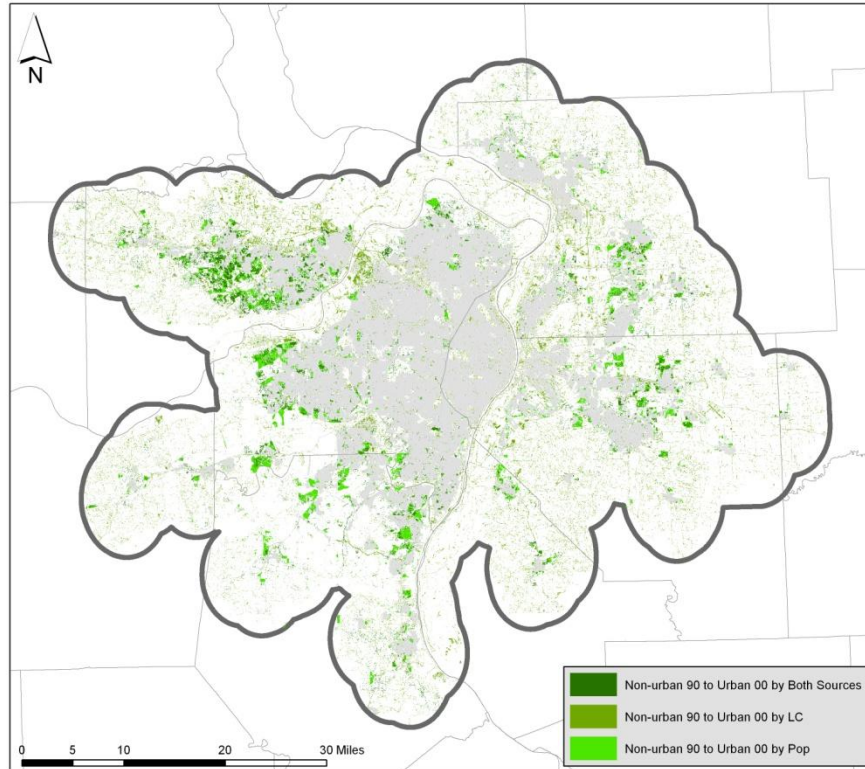 N
Non-urban 90 to Urban 00 by Both Sources
Non-urban 90 to Urban 00 by LC
Non-urban 90 to Urban 00 by Pop
0 5 10 20 30 Miles